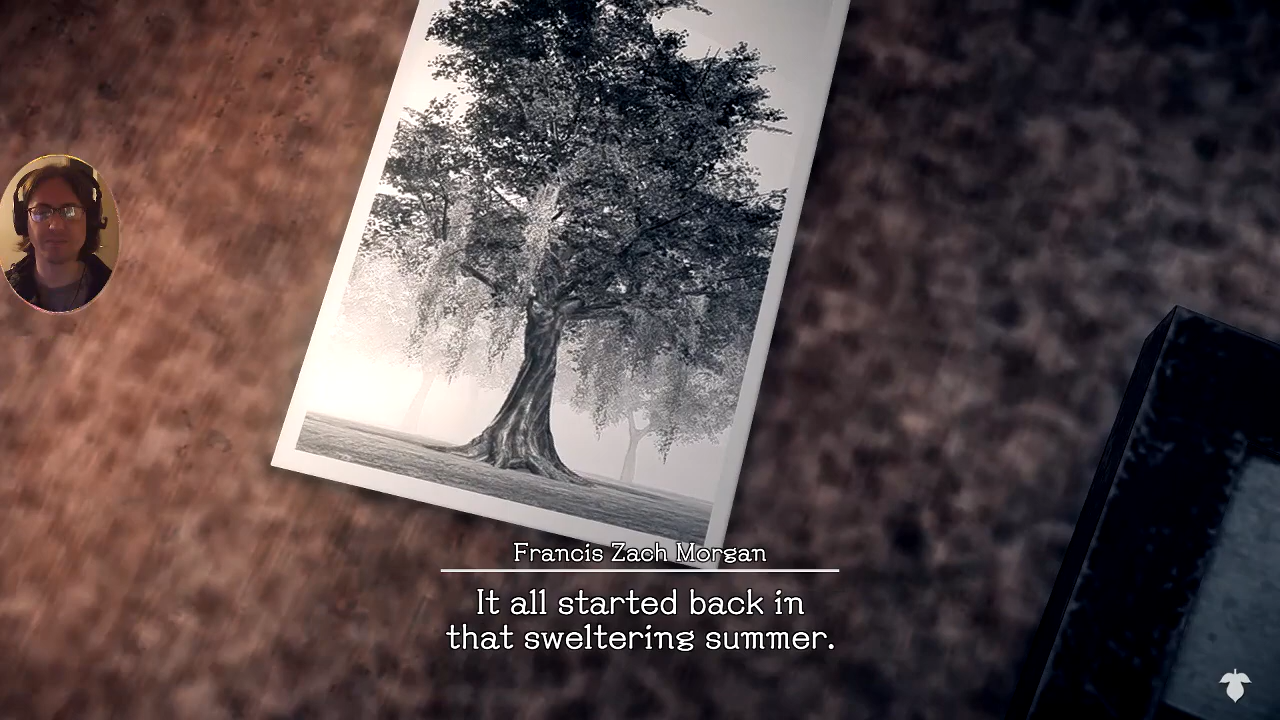 Francis Zach Morgan
It all started back in
that sweltering summer.